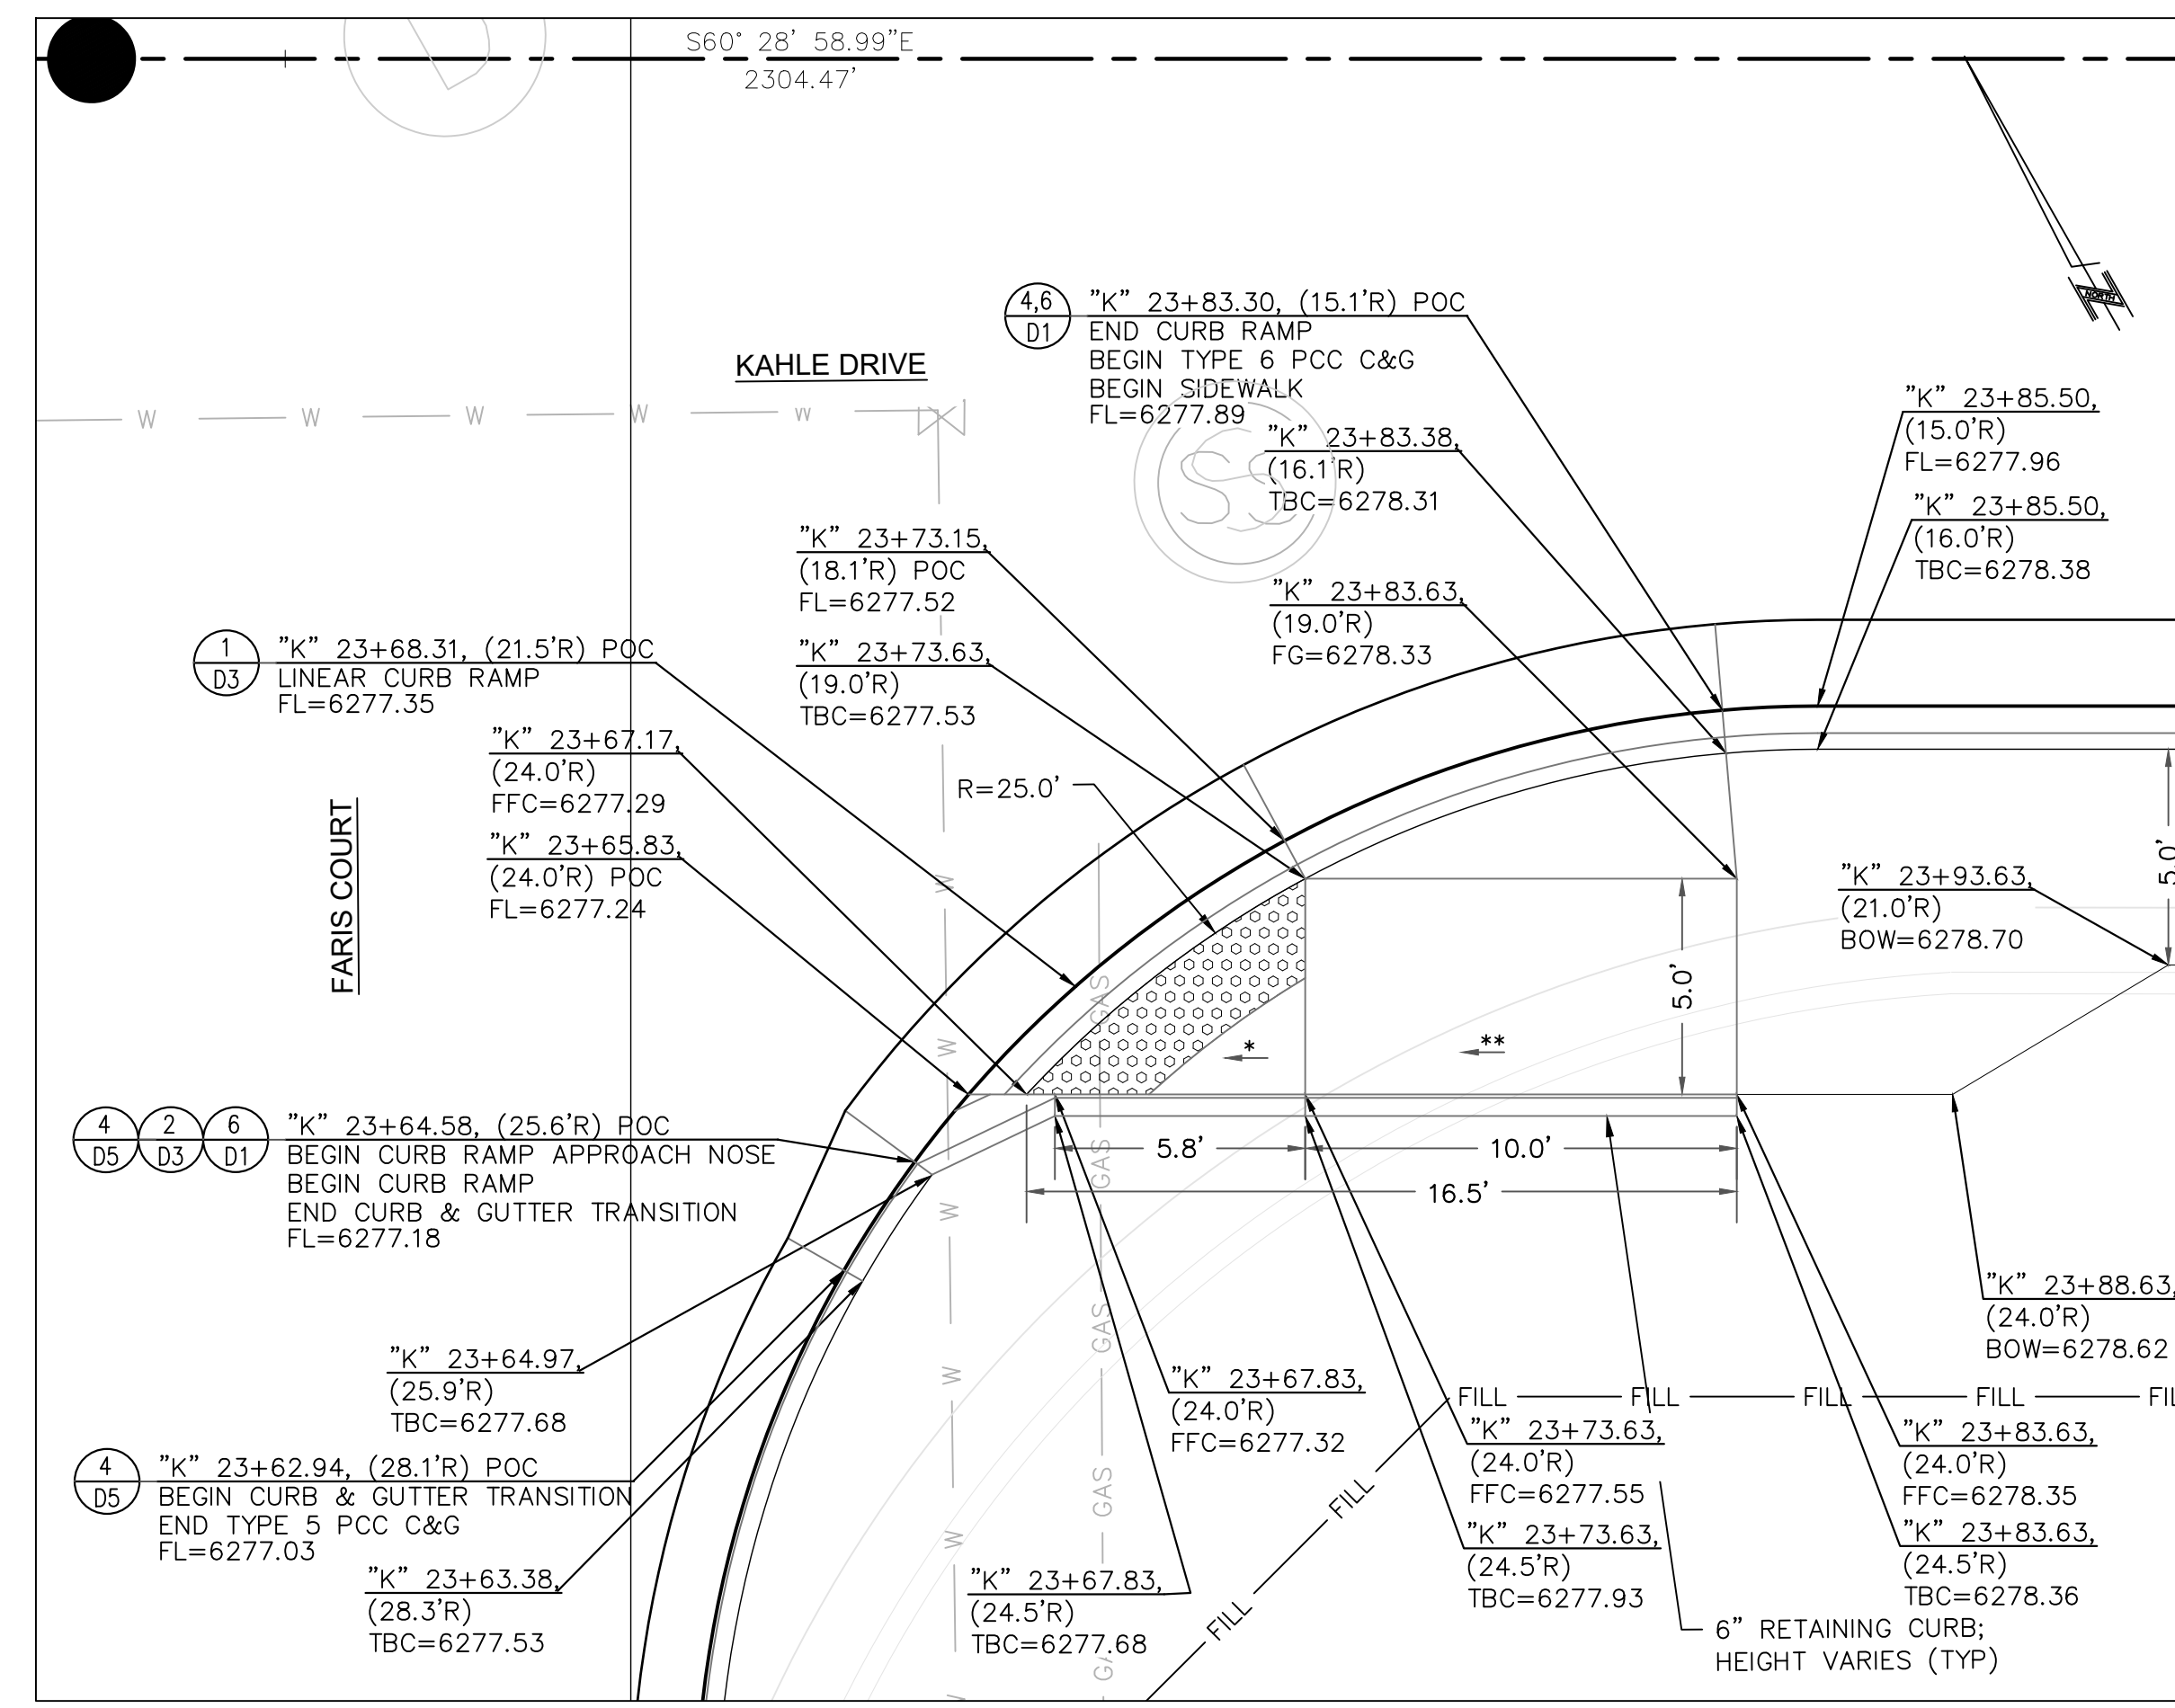 S60° 28' 58.99"E
2304.47'
NORTH
KAHLE DRIVE
FARIS COURT
4,6
D1
"K" 23+83.30, (15.1'R) POC
END CURB RAMP
BEGIN TYPE 6 PCC C&G
BEGIN SIDEWALK
FL=6277.89
"K" 23+83.38,
(16.1'R)
TBC=6278.31
"K" 23+85.50,
(15.0'R)
FL=6277.96
"K" 23+85.50,
(16.0'R)
TBC=6278.38
"K" 23+73.15,
(18.1'R) POC
FL=6277.52
"K" 23+83.63,
(19.0'R)
FG=6278.33
1
D3
"K" 23+68.31, (21.5'R) POC
LINEAR CURB RAMP
FL=6277.35
"K" 23+73.63,
(19.0'R)
TBC=6277.53
"K" 23+67.17,
(24.0'R)
FFC=6277.29
R=25.0'
"K" 23+65.83,
(24.0'R) POC
FL=6277.24
"K" 23+93.63,
(21.0'R)
BOW=6278.70
5.0'
5.0'
*
**
4
D5
2
D3
6
D1
"K" 23+64.58, (25.6'R) POC
BEGIN CURB RAMP APPROACH NOSE
BEGIN CURB RAMP
END CURB & GUTTER TRANSITION
FL=6277.18
5.8'
10.0'
16.5'
"K" 23+88.63,
(24.0'R)
BOW=6278.62
"K" 23+64.97,
(25.9'R)
TBC=6277.68
"K" 23+67.83,
(24.0'R)
FFC=6277.32
FILL FILL FILL FILL
"K" 23+73.63,
(24.0'R)
FFC=6277.55
"K" 23+83.63,
(24.0'R)
FFC=6278.35
4
D5
"K" 23+62.94, (28.1'R) POC
BEGIN CURB & GUTTER TRANSITION
END TYPE 5 PCC C&G
FL=6277.03
FILL
FILL
"K" 23+73.63,
(24.5'R)
TBC=6277.93
"K" 23+83.63,
(24.5'R)
TBC=6278.36
"K" 23+63.38,
(28.3'R)
TBC=6277.53
"K" 23+67.83,
(24.5'R)
TBC=6277.68
6" RETAINING CURB;
HEIGHT VARIES (TYP)
W W W W W
W
W
W
W
W
W
GAS
GAS
GAS
GAS
GAS
GAS
SS